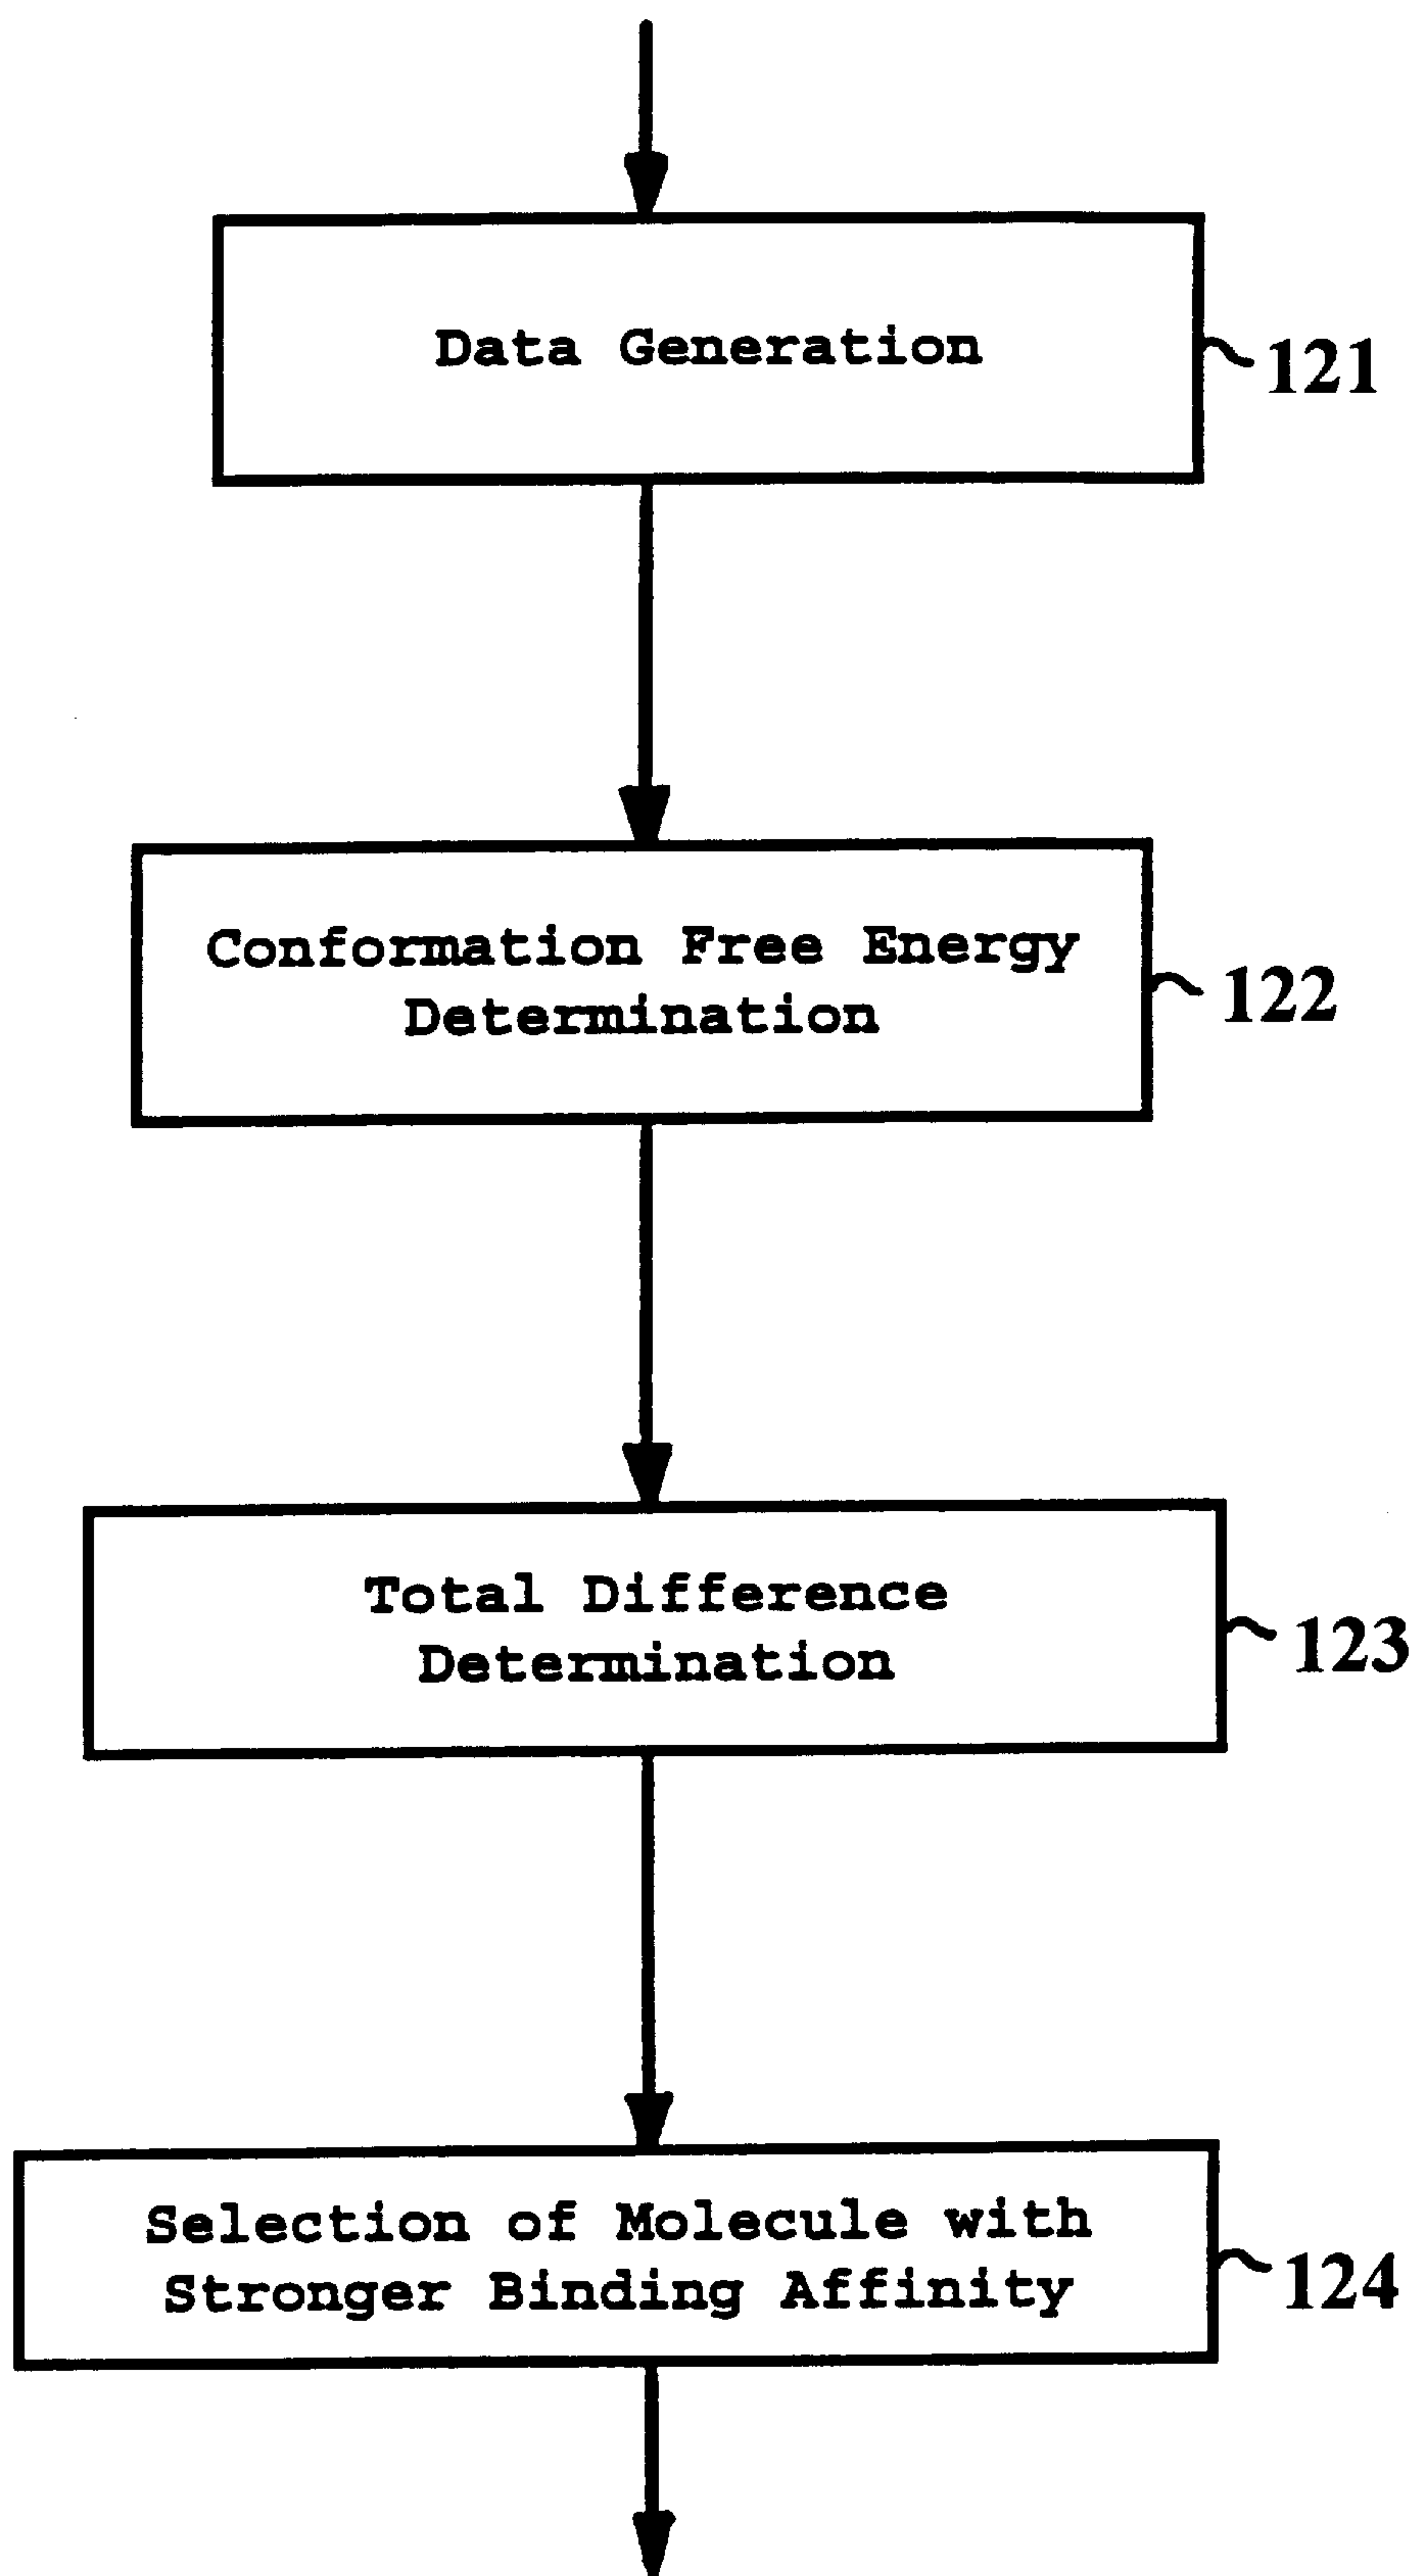 Data Generation
121
Conformation Free Energy
Determination
122
Total Difference
Determination
123
Selection of Molecule with
Stronger Binding Affinity
124